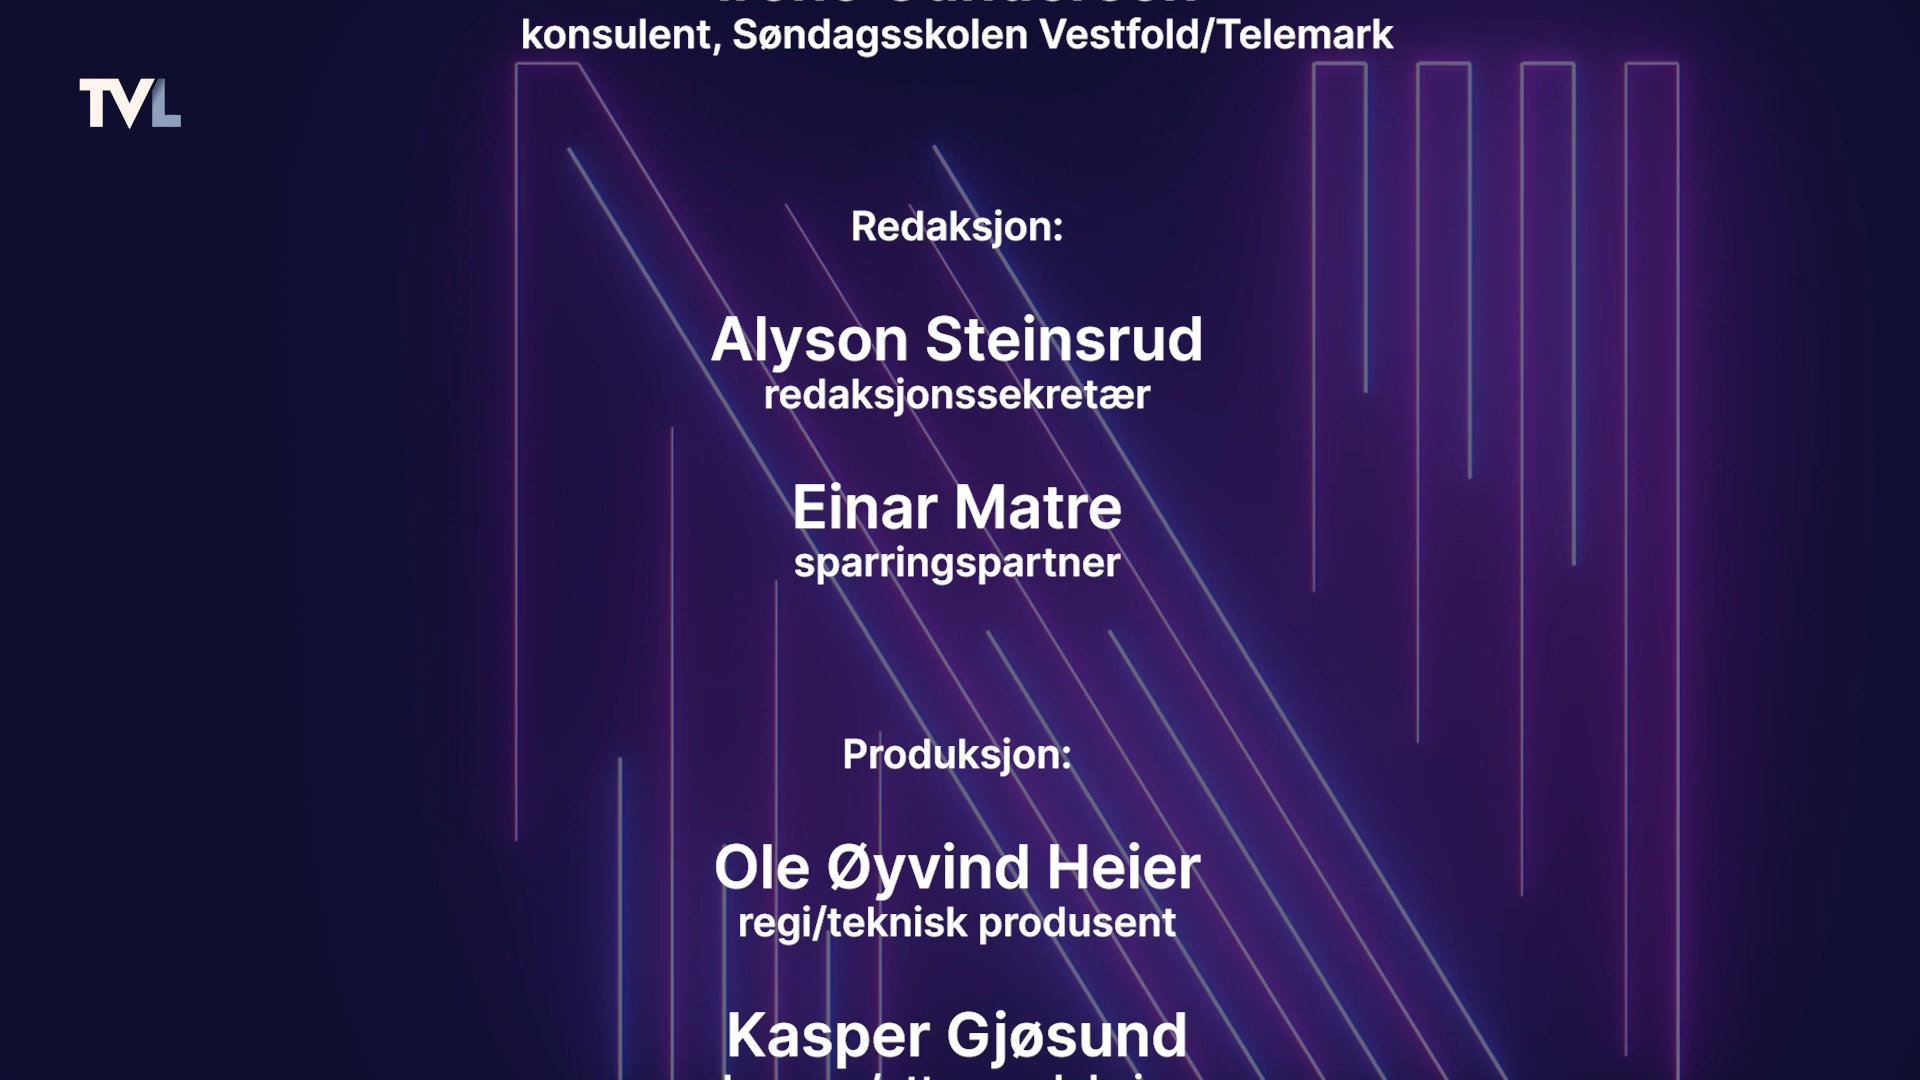 konsulent, Søndagsskolen Vestfold/Telemark
TVL
Redaksjon:
Alyson Steinsrud
redaksjonssekretær
Einar Matre
sparringspartner
Produksjon:
Ole Øyvind Heier
regi/teknisk produsent
Kasper Gjøsund